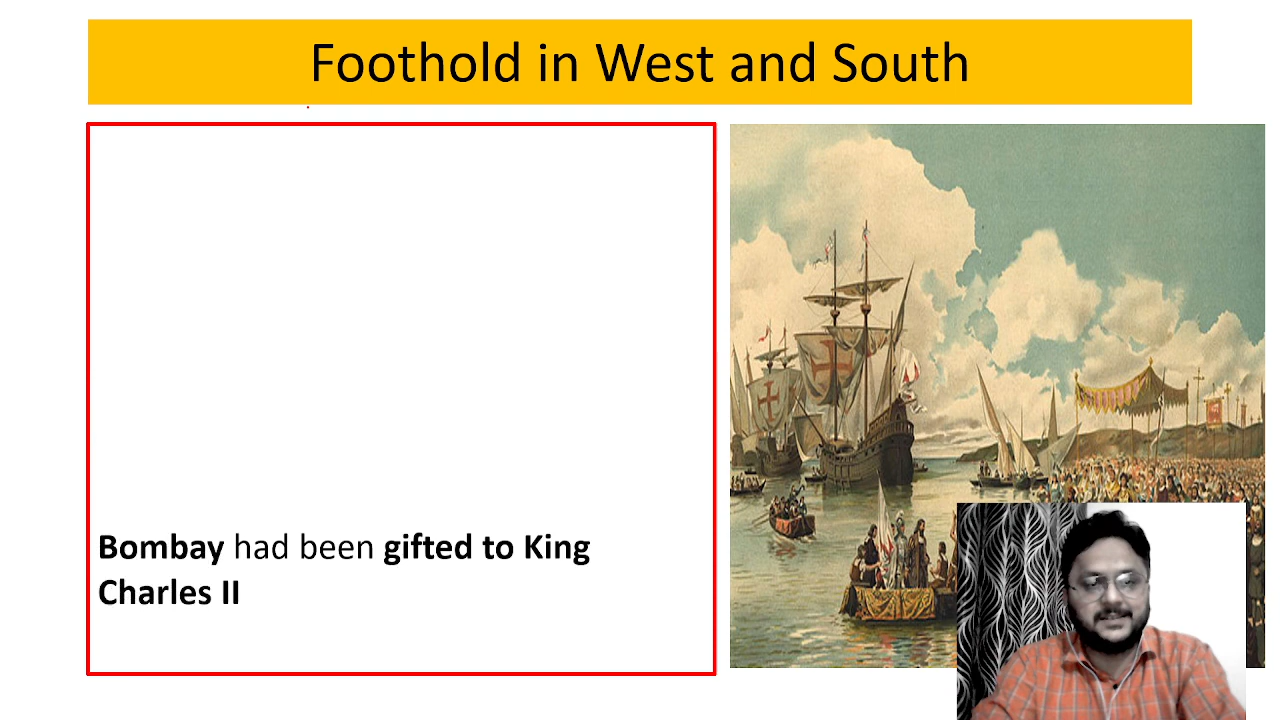 Foothold in West and South
Bombay had been gifted to King
Charles II